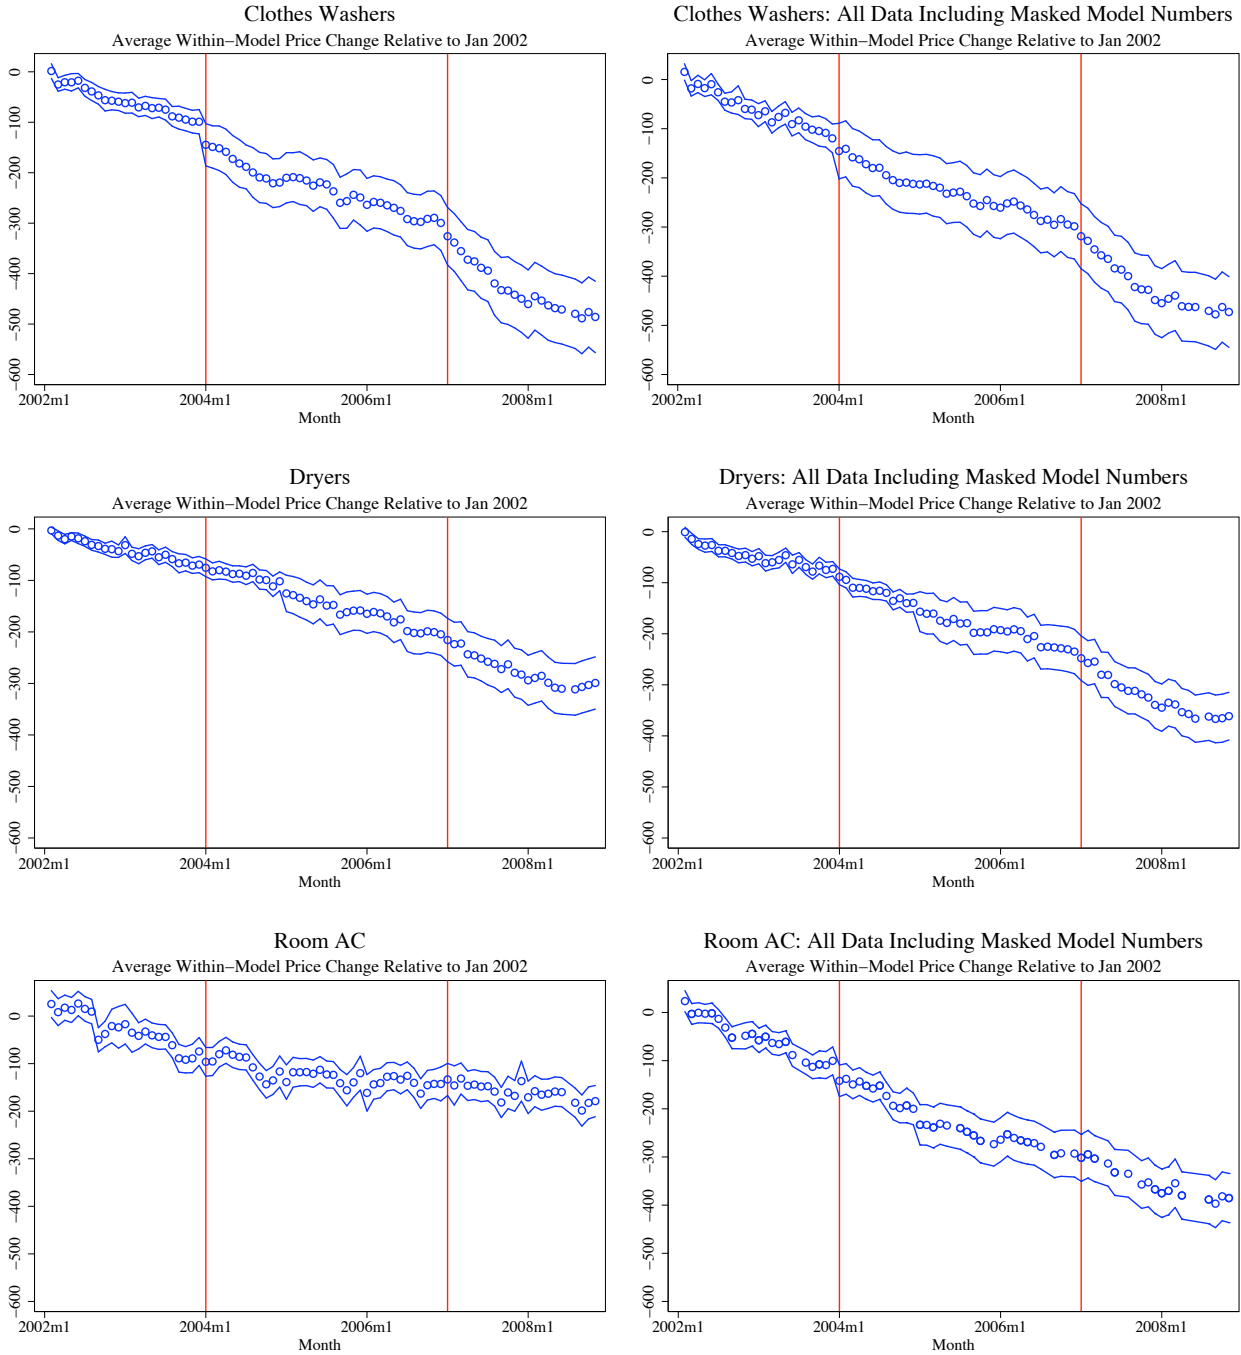 Clothes Washers
Average Within−Model Price Change Relative to Jan 2002
0
−100
−200
−300
−400
−500
−600
2002m1 2004m1 2006m1 2008m1
Month
Clothes Washers: All Data Including Masked Model Numbers
Average Within−Model Price Change Relative to Jan 2002
0
−100
−200
−300
−400
−500
−600
2002m1 2004m1 2006m1 2008m1
Month
Dryers
Average Within−Model Price Change Relative to Jan 2002
0
−100
−200
−300
−400
−500
−600
2002m1 2004m1 2006m1 2008m1
Month
Dryers: All Data Including Masked Model Numbers
Average Within−Model Price Change Relative to Jan 2002
0
−100
−200
−300
−400
−500
−600
2002m1 2004m1 2006m1 2008m1
Month
Room AC
Average Within−Model Price Change Relative to Jan 2002
0
−100
−200
−300
−400
−500
−600
2002m1 2004m1 2006m1 2008m1
Month
Room AC: All Data Including Masked Model Numbers
Average Within−Model Price Change Relative to Jan 2002
0
−100
−200
−300
−400
−500
−600
2002m1 2004m1 2006m1 2008m1
Month